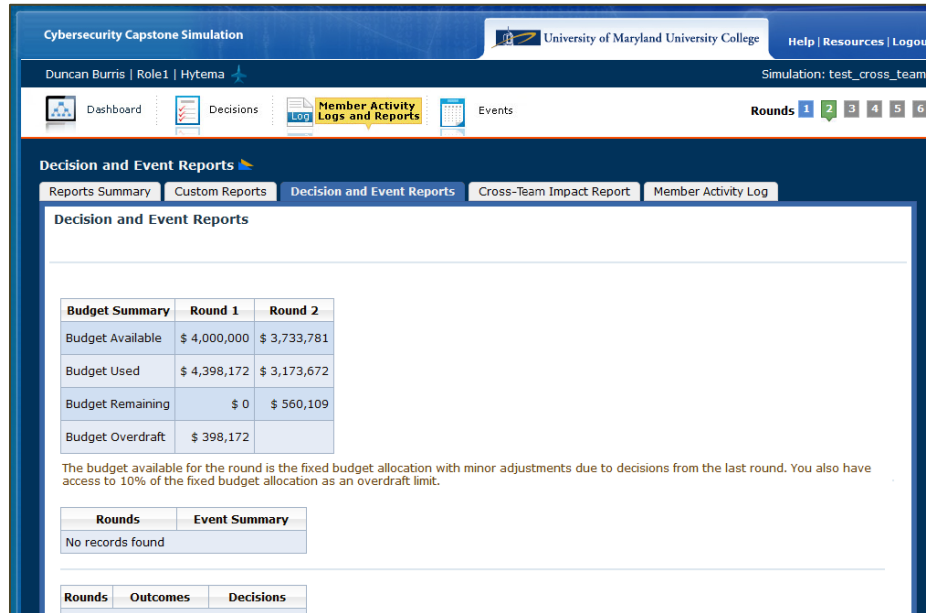 Cybersecurity Capstone Simulation
University of Maryland University College
Help | Resources | Logou
Duncan Burris | Role1 | Hytema
Simulation: test_cross_team
Dashboard
Decisions
Log
Member Activity
Logs and Reports
Events
Rounds 1 2 3 4 5 6
Decision and Event Reports
Reports Summary Custom Reports Decision and Event Reports Cross-Team Impact Report Member Activity Log
Decision and Event Reports
Budget Summary Round 1 Round 2
Budget Available $ 4,000,000 $ 3,733,781
Budget Used $ 4,398,172 $ 3,173,672
Budget Remaining $ 0 $ 560,109
Budget Overdraft $ 398,172
The budget available for the round is the fixed budget allocation with minor adjustments due to decisions from the last round. You also have
access to 10% of the fixed budget allocation as an overdraft limit.
Rounds Event Summary
No records found
Rounds Outcomes Decisions